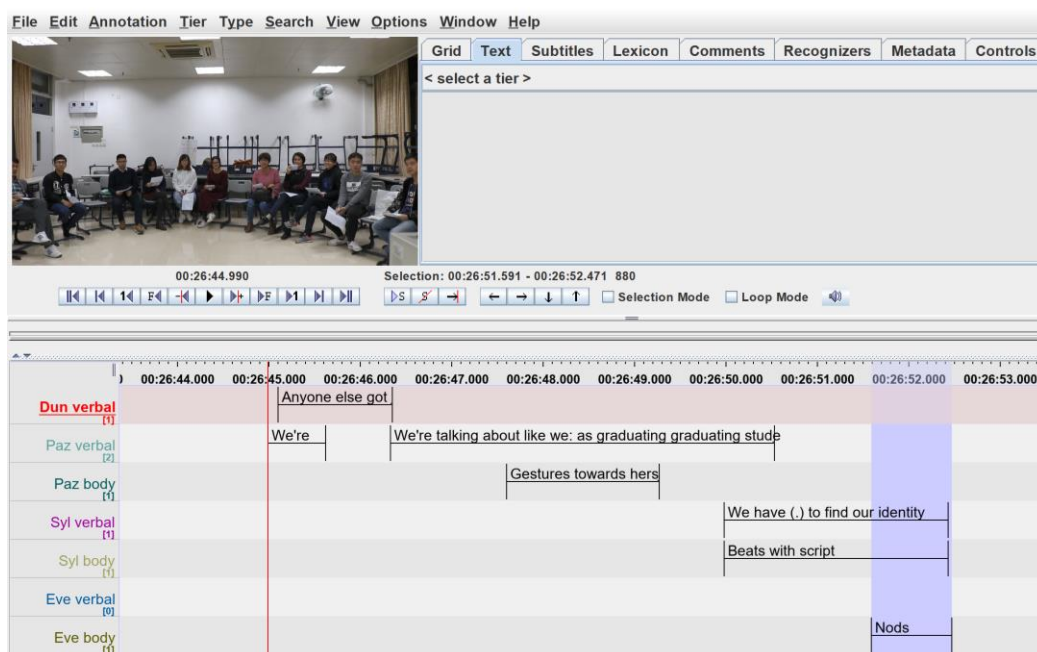 File Edit Annotation Tier Type Search View Options Window Help
Grid Text Subtitles Lexicon Comments Recognizers Metadata Controls
< select a tier >
00:26:44.990
Selection: 00:26:51.591 - 00:26:52.471 880
1 F F 1 S S Selection Mode Loop Mode
00:26:44.000 00:26:45.000 00:26:46.000 00:26:47.000 00:26:48.000 00:26:49.000 00:26:50.000 00:26:51.000 00:26:52.000 00:26:53.000
Dun verbal
[1]
Anyone else got
Paz verbal
[2]
We're
We're talking about like we: as graduating graduating stude
Paz body
[1]
Gestures towards hers
Syl verbal
[1]
We have (.) to find our identity
Syl body
[1]
Beats with script
Eve verbal
[0]
Eve body
[1]
Nods